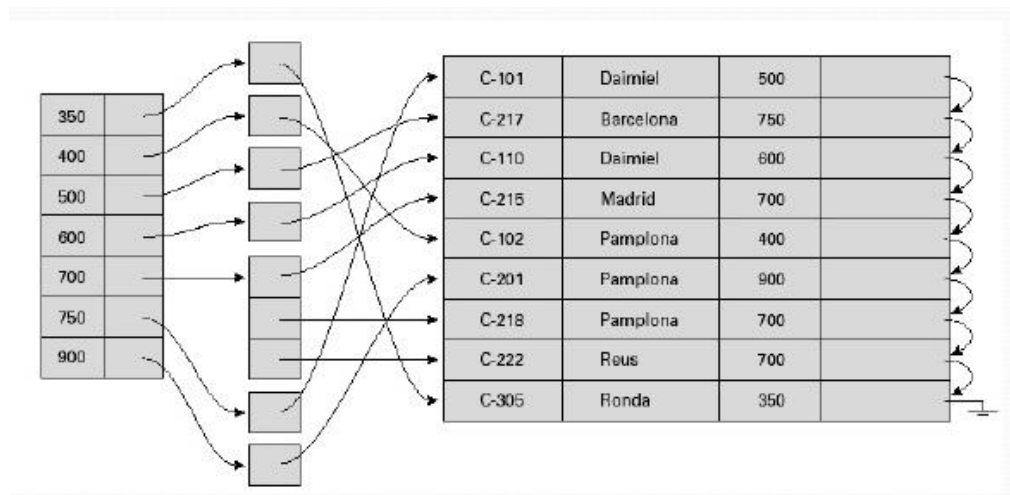 350
400
500
600
700
750
900
C-101 Daimiel 500
C-217 Barcelona 750
C-110 Daimiel 600
C-215 Madrid 700
C-102 Pamplona 400
C-201 Pamplona 900
C-218 Pamplona 700
C-222 Reus 700
C-305 Ronda 350